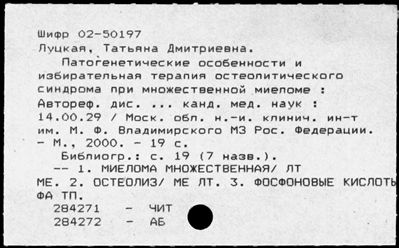 Шифр 02-50197
Луцкая, Татьяна Дмитриевна.
Патогенетические особенности и
избирательная терапия остеолитического
синдрома при множественной миеломе :
Автореф. дис. ... канд. мед. наук :
14.00.29 / Моск. обл. н.-и. клинич. ин-т
им. М. Ф. Владимирского МЗ Рос. Федерации.
- М., 2000. - 19 с.
Библиогр.: с. 19 (7 назв.).
-- 1. МИЕЛОМА МНОЖЕСТВЕННАЯ/ ЛТ
МЕ. 2. ОСТЕОЛИЗ/ МЕ ЛТ. 3. ФОСФОНОВЫЕ КИСЛОТЫ
ФА ТП.
284271 - ЧИТ
284272 - АБ